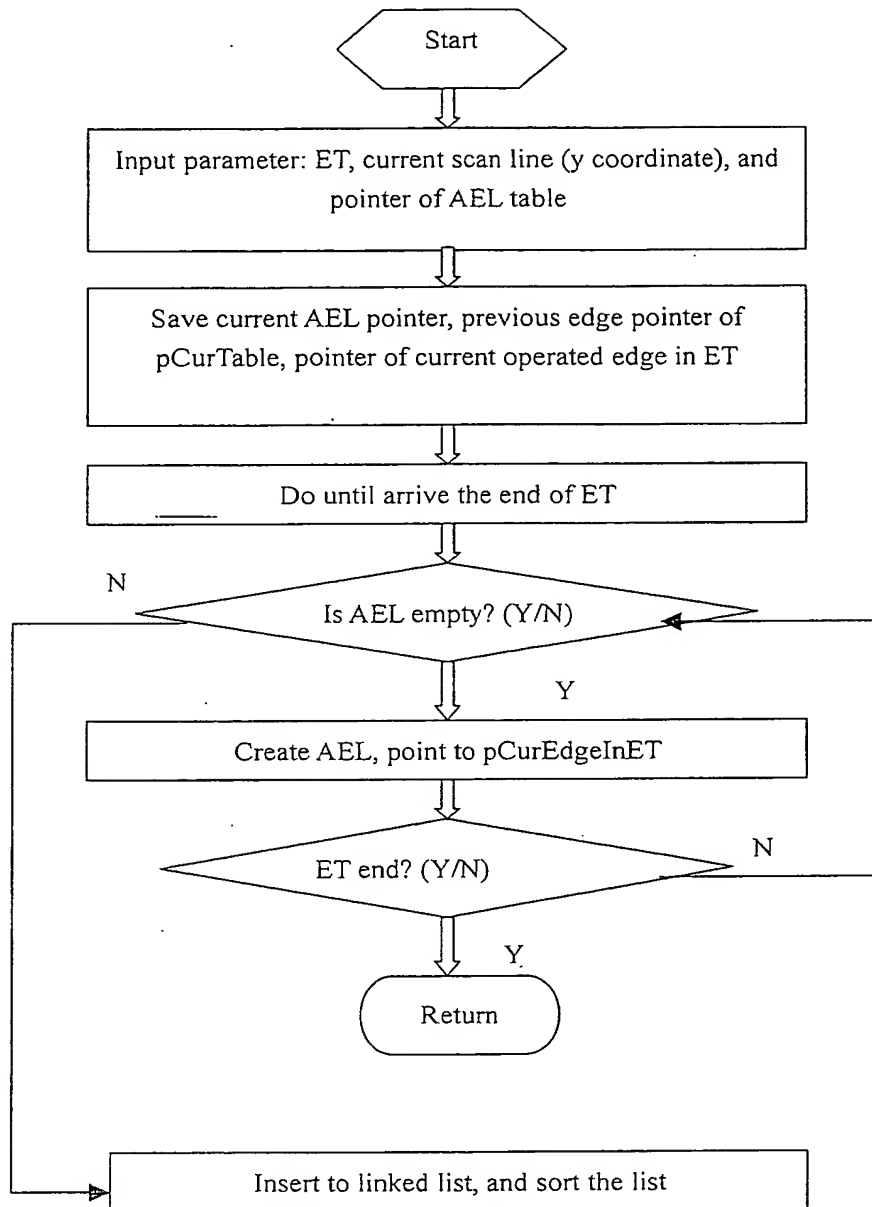 Start
Input parameter: ET, current scan line (y coordinate), and
pointer of AEL table
Save current AEL pointer, previous edge pointer of
pCurTable, pointer of current operated edge in ET
Do until arrive the end of ET
N
Is AEL empty? (Y/N)
Y
Create AEL, point to pCurEdgeInET
ET end? (Y/N)
N
Y
Return
Insert to linked list, and sort the list